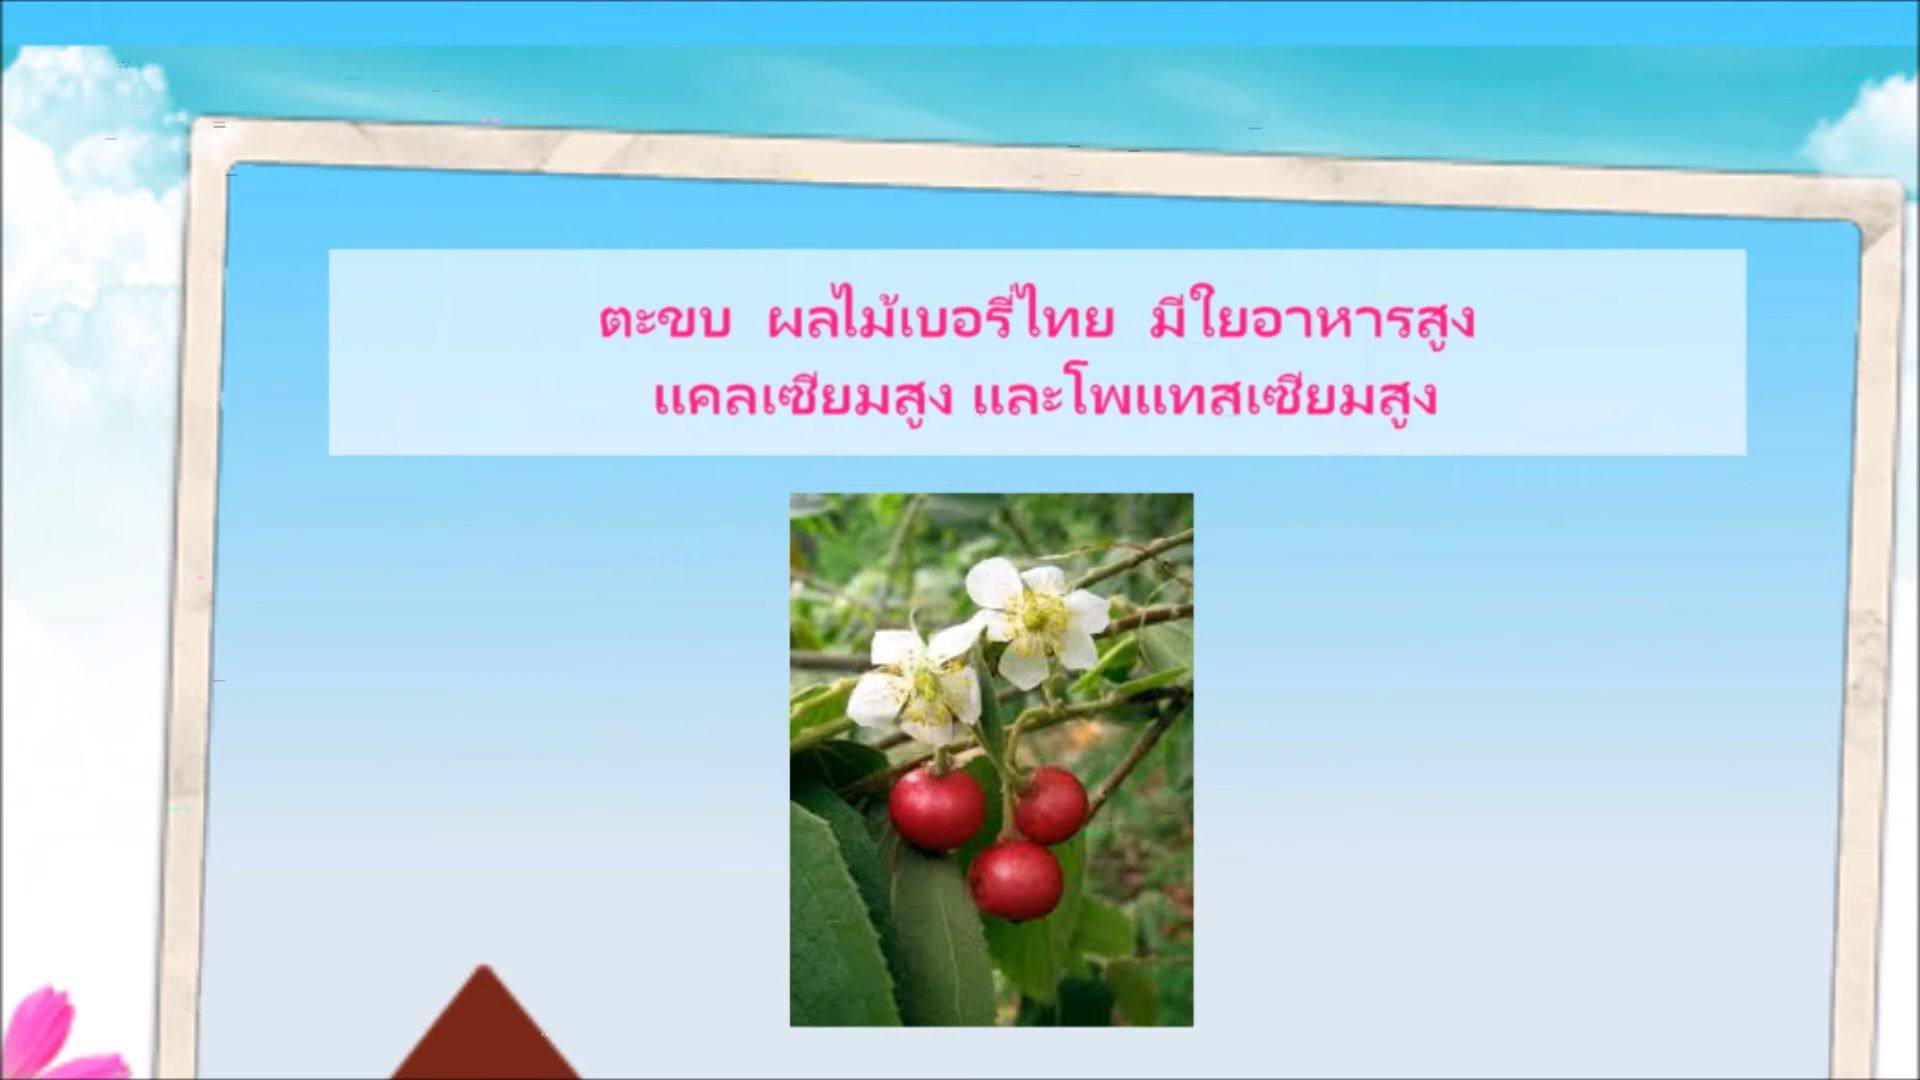 ตะขบ ผลไม้เบอรี่ไทย มีใยอาหารสูง
แคลเซียมสูง และโพแทสเซียมสูง